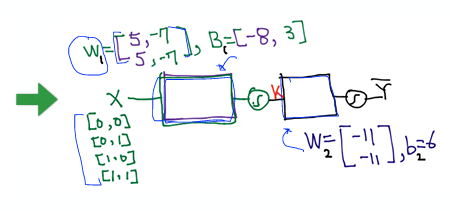 W₁=[5,-7
5,-7], B₁=[-8, 3]
X K Ȳ
[0,0]
[0,1]
[1,0]
[1,1]
W₂=[-11
-11], b₂=6